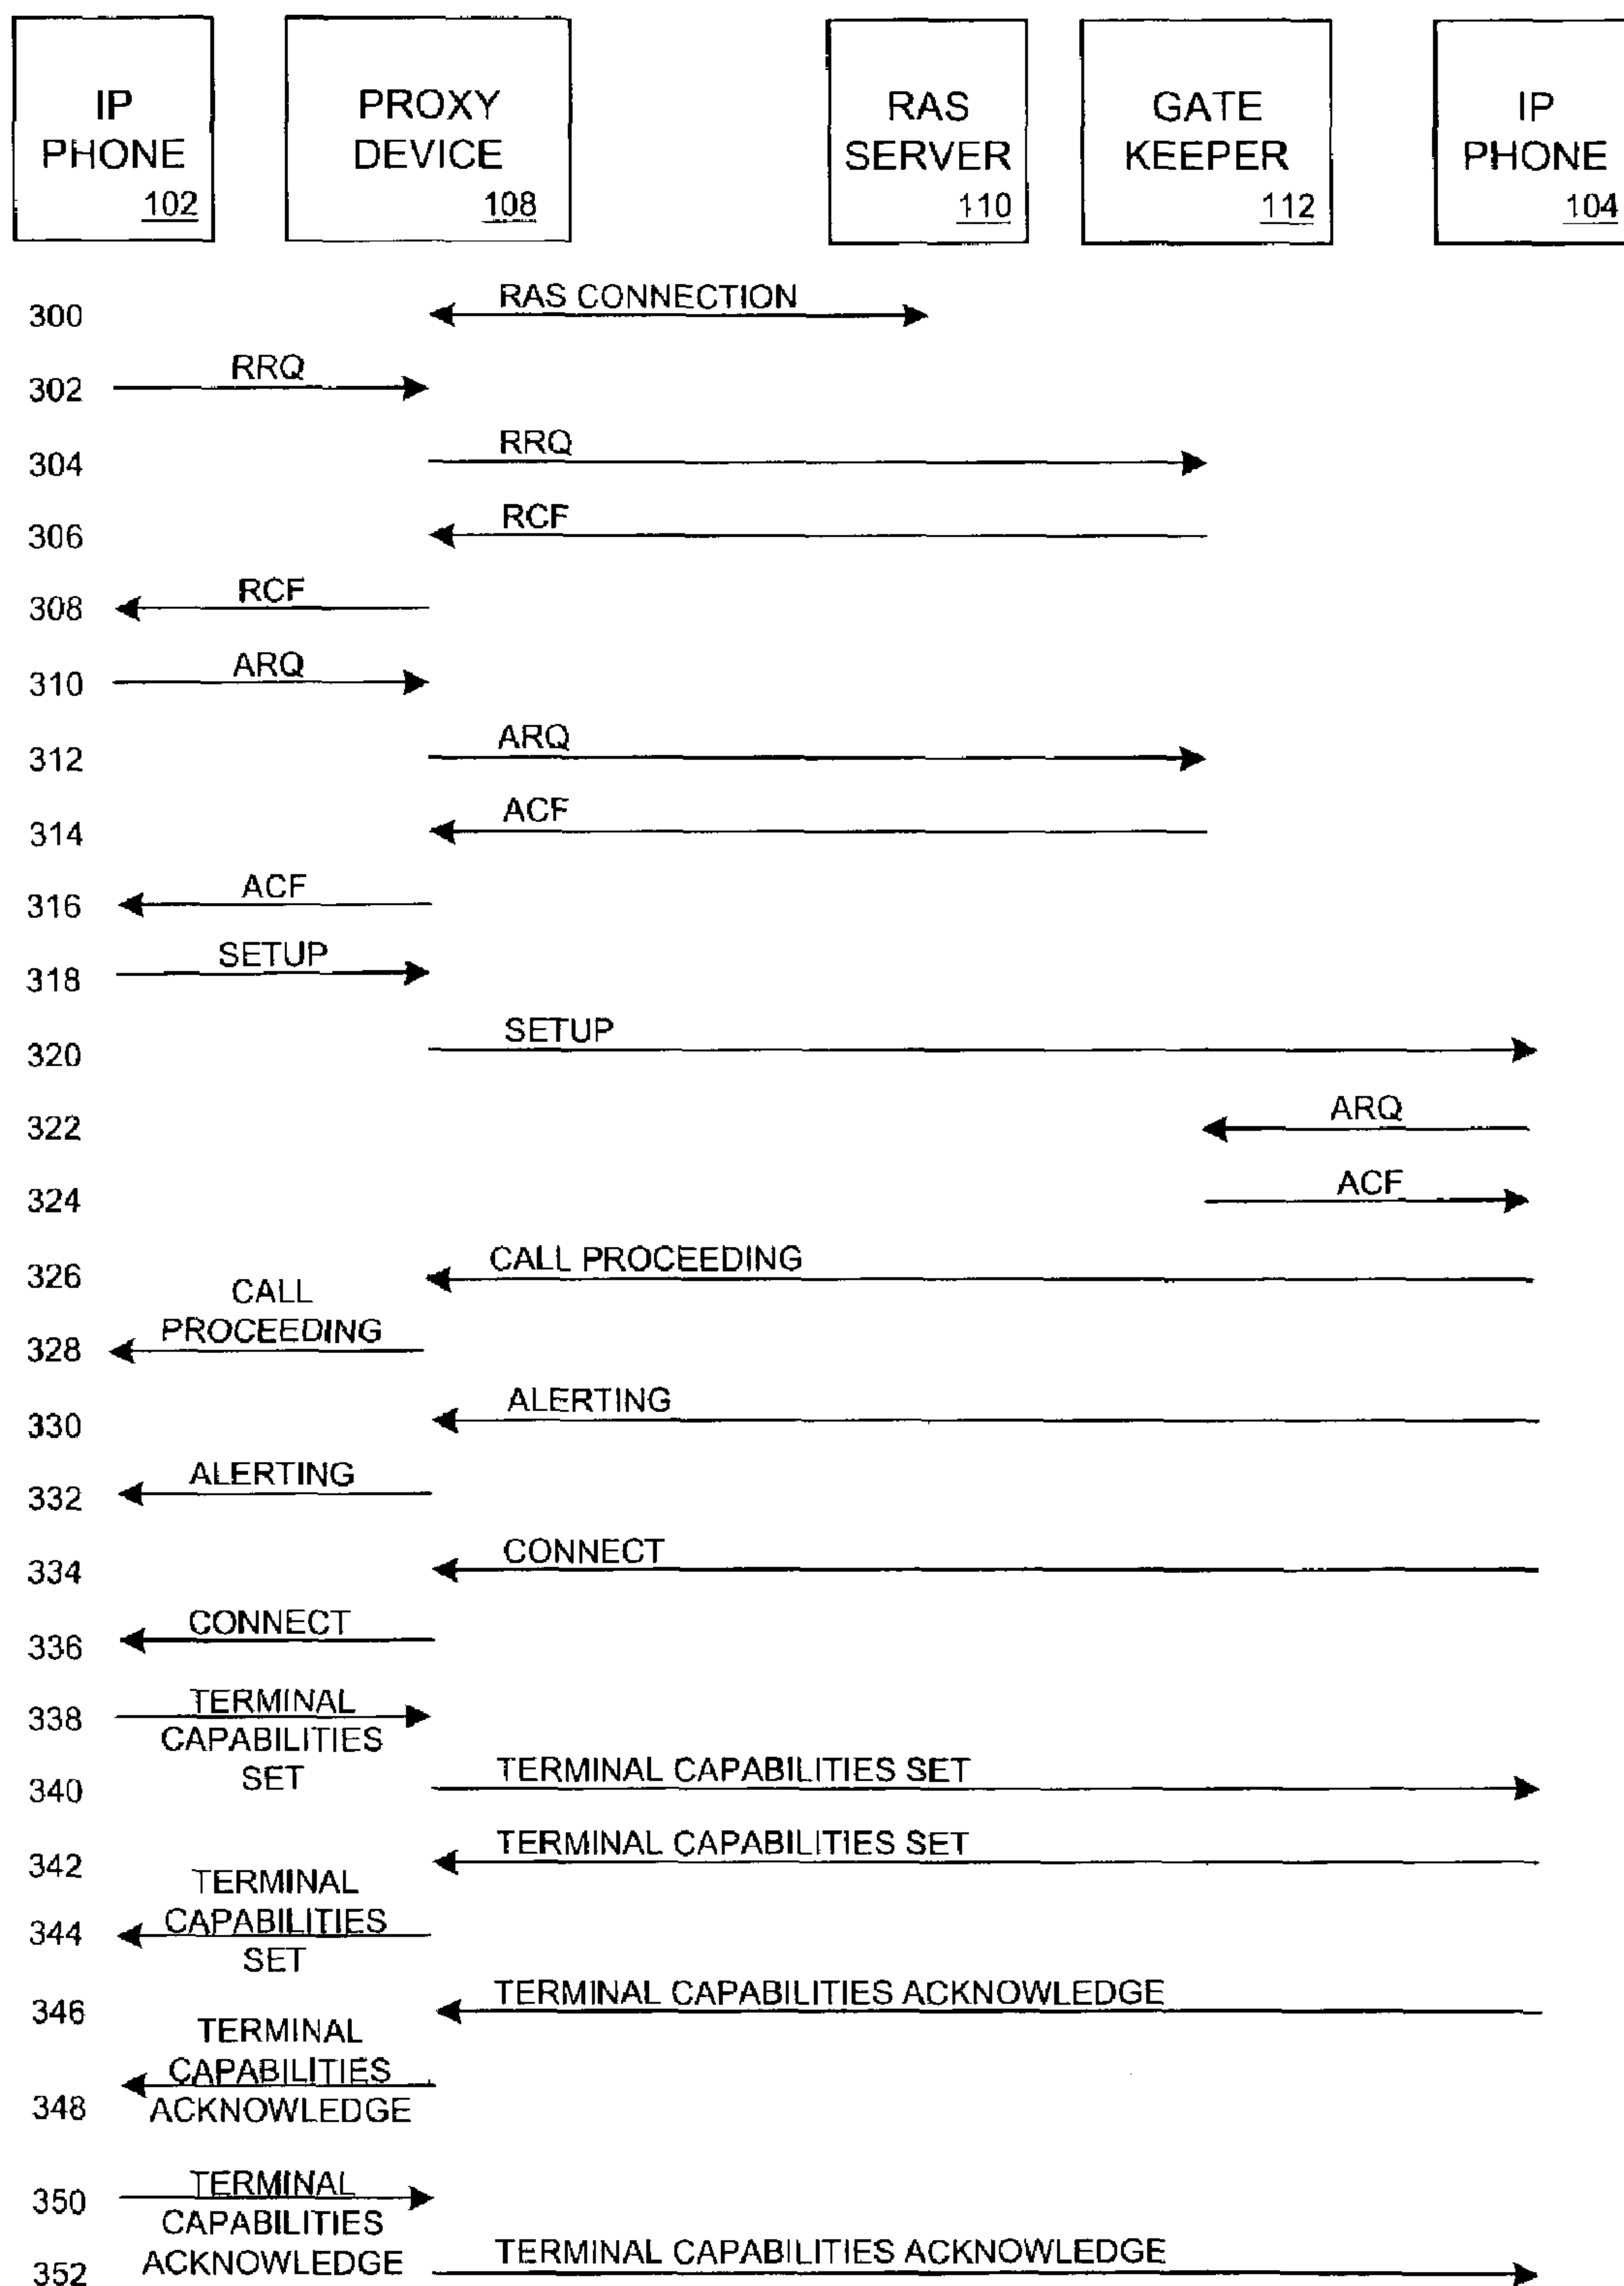 IP
PHONE
102
PROXY
DEVICE
108
RAS
SERVER
110
GATE
KEEPER
112
IP
PHONE
104
300
RAS CONNECTION
302
RRQ
304
RRQ
306
RCF
308
RCF
310
ARQ
312
ARQ
314
ACF
316
ACF
318
SETUP
320
SETUP
322
ARQ
324
ACF
326
CALL PROCEEDING
328
CALL
PROCEEDING
330
ALERTING
332
ALERTING
334
CONNECT
336
CONNECT
338
TERMINAL
CAPABILITIES
SET
340
TERMINAL CAPABILITIES SET
342
TERMINAL CAPABILITIES SET
344
TERMINAL
CAPABILITIES
SET
346
TERMINAL CAPABILITIES ACKNOWLEDGE
348
TERMINAL
CAPABILITIES
ACKNOWLEDGE
350
TERMINAL
CAPABILITIES
ACKNOWLEDGE
352
TERMINAL CAPABILITIES ACKNOWLEDGE